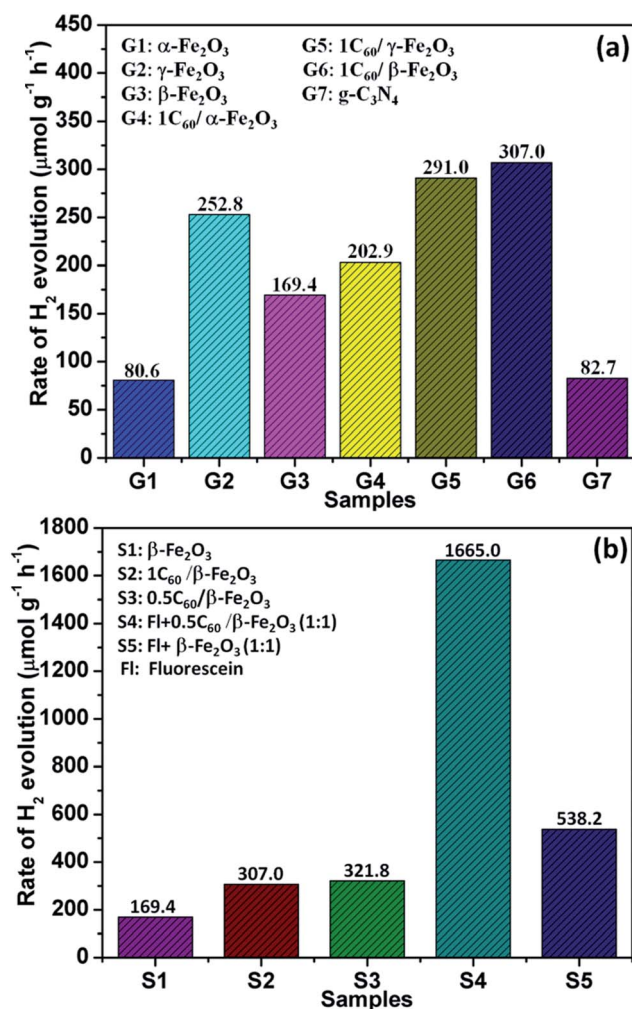 (a)
G1: α-Fe₂O₃ G5: 1C₆₀/ γ-Fe₂O₃
G2: γ-Fe₂O₃ G6: 1C₆₀/ β-Fe₂O₃
G3: β-Fe₂O₃ G7: g-C₃N₄
G4: 1C₆₀/ α-Fe₂O₃
Rate of H₂ evolution (μmol g⁻¹ h⁻¹)
450
400
350
300
250
200
150
100
50
0
80.6
252.8
169.4
202.9
291.0
307.0
82.7
G1 G2 G3 G4 G5 G6 G7
Samples
(b)
S1: β-Fe₂O₃
S2: 1C₆₀ /β-Fe₂O₃
S3: 0.5C₆₀/β-Fe₂O₃
S4: Fl+0.5C₆₀ /β-Fe₂O₃ (1:1)
S5: Fl+ β-Fe₂O₃ (1:1)
Fl: Fluorescein
Rate of H₂ evolution (μmol g⁻¹ h⁻¹)
1800
1600
1400
1200
1000
800
600
400
200
0
169.4
307.0
321.8
1665.0
538.2
S1 S2 S3 S4 S5
Samples